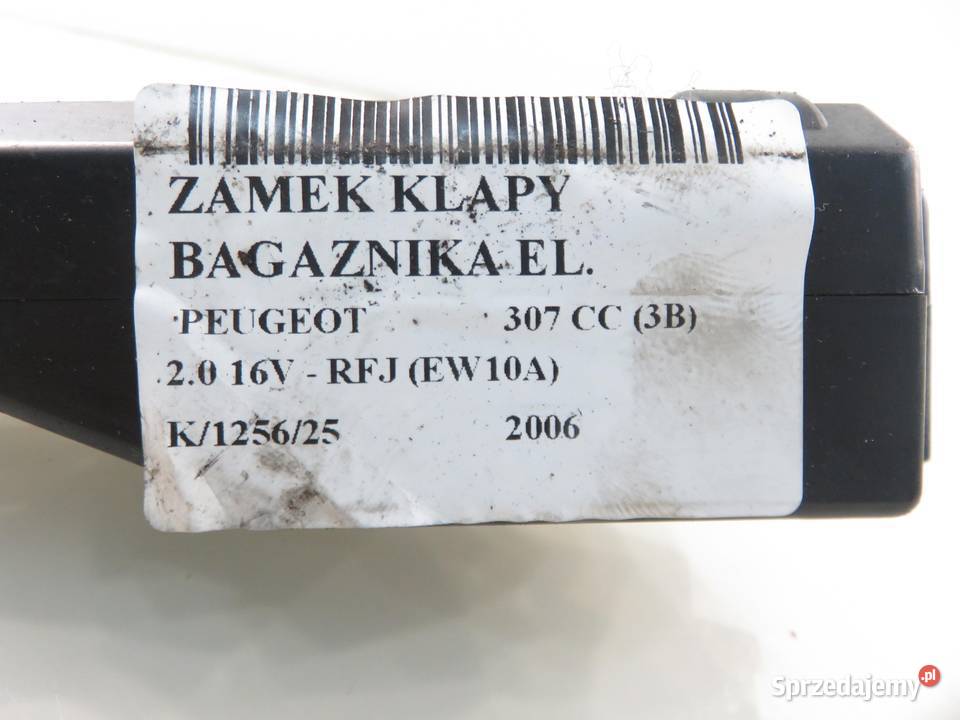 ZAMEK KLAPY
BAGAZNIKA EL.
PEUGEOT 307 CC (3B)
2.0 16V - RFJ (EW10A)
K/1256/25 2006
Sprzedajemy.pl